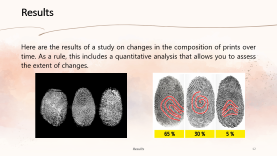 Results
Here are the results of a study on changes in the composition of prints over
time. As a rule, this includes a quantitative analysis that allows you to assess
the extent of changes.
65 % 30 % 5 %
Results